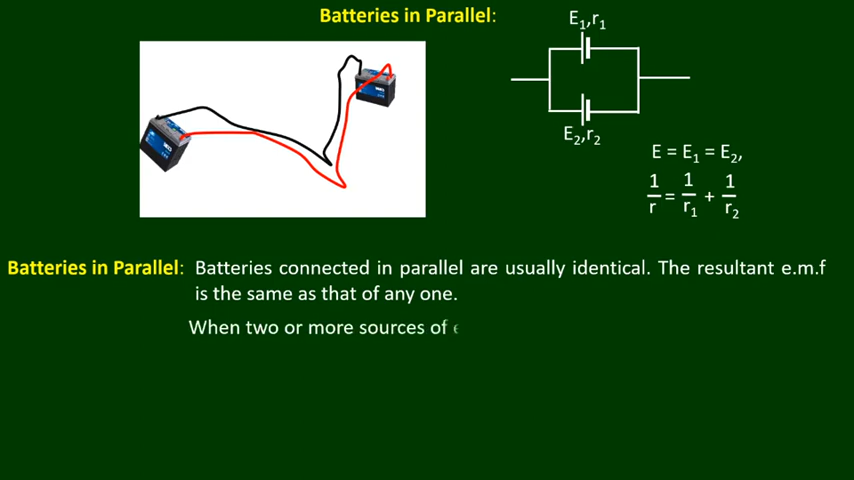 Batteries in Parallel:
E₁,r₁
E₂,r₂
E = E₁ = E₂,
1/r = 1/r₁ + 1/r₂
Batteries in Parallel: Batteries connected in parallel are usually identical. The resultant e.m.f
is the same as that of any one.
When two or more sources of